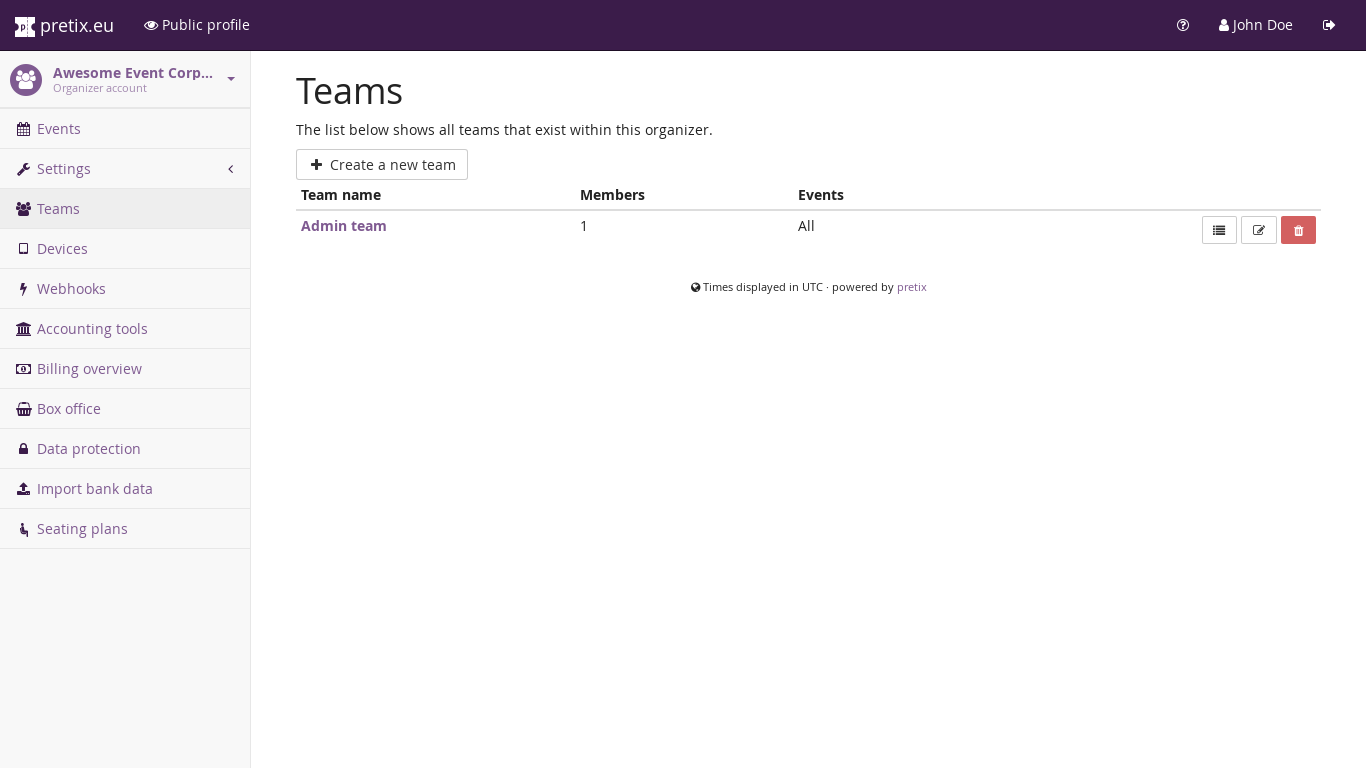 pretix.eu Public profile John Doe
Awesome Event Corp...
Organizer account
Events
Settings
Teams
Devices
Webhooks
Accounting tools
Billing overview
Box office
Data protection
Import bank data
Seating plans
Teams
The list below shows all teams that exist within this organizer.
Create a new team
Team name Members Events
Admin team 1 All
Times displayed in UTC · powered by pretix